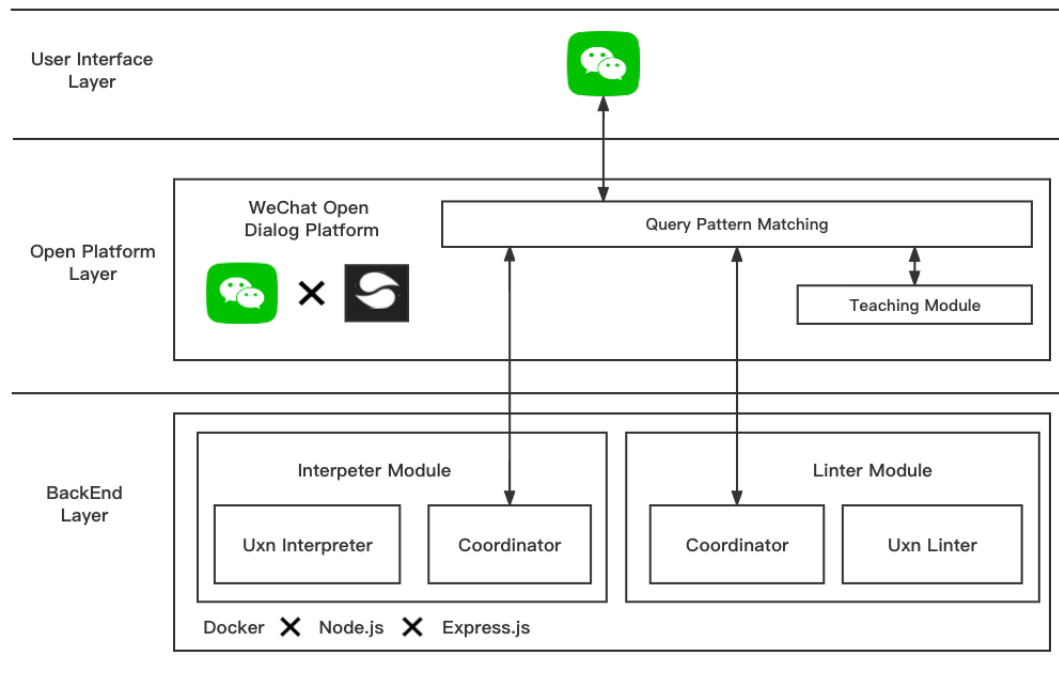 User Interface
Layer
WeChat Open
Dialog Platform
Query Pattern Matching
Open Platform
Layer
Teaching Module
Interpeter Module
Linter Module
BackEnd
Layer
Uxn Interpreter
Coordinator
Coordinator
Uxn Linter
Docker
Node.js
Express.js